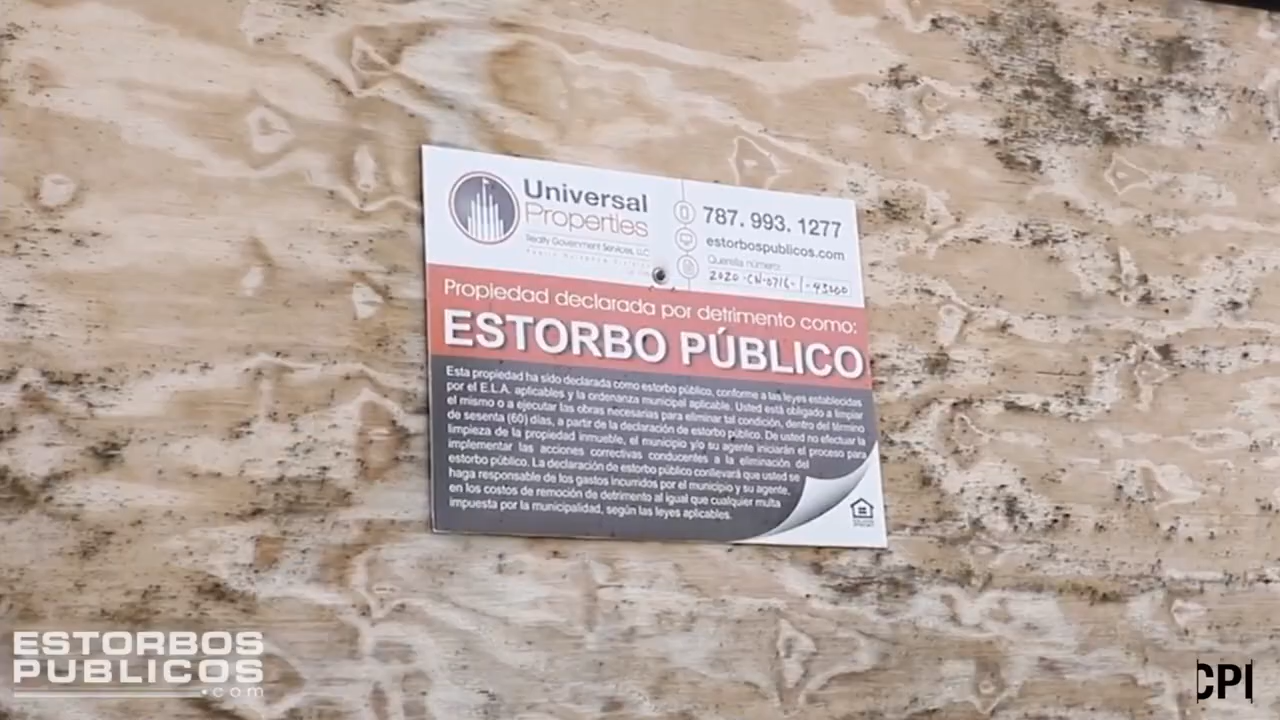 Universal
Properties
Realty Government Services, LLC
787. 993. 1277
estorbospublicos.com
Querella número:
Propiedad declarada por detrimento como:
ESTORBO PÚBLICO
Esta propiedad ha sido declarada como estorbo público, conforme a las leyes establecidas
por el E.L.A. aplicables y la ordenanza municipal aplicable. Usted está obligado a limpiar
el mismo o a ejecutar las obras necesarias para eliminar tal condición, dentro del término
de sesenta (60) días, a partir de la declaración de estorbo público. De usted no efectuar la
limpieza de la propiedad inmueble, el municipio y/o su agente iniciarán el proceso para
implementar las acciones correctivas conducentes a la eliminación del
estorbo público. La declaración de estorbo público conllevará que usted se
haga responsable de los gastos incurridos por el municipio y su agente,
en los costos de remoción de detrimento al igual que cualquier multa
impuesta por la municipalidad, según las leyes aplicables.
ESTORBOS
PUBLICOS
.com
CPI